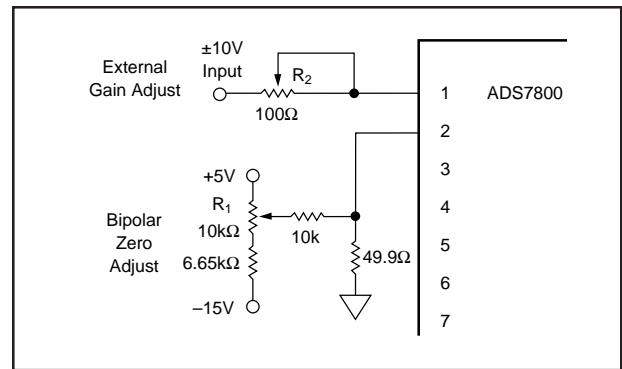 External
Gain Adjust
±10V
Input
R2
100Ω
1
ADS7800
2
3
4
5
6
7
+5V
R1
10kΩ
10k
49.9Ω
6.65kΩ
–15V
Bipolar
Zero
Adjust